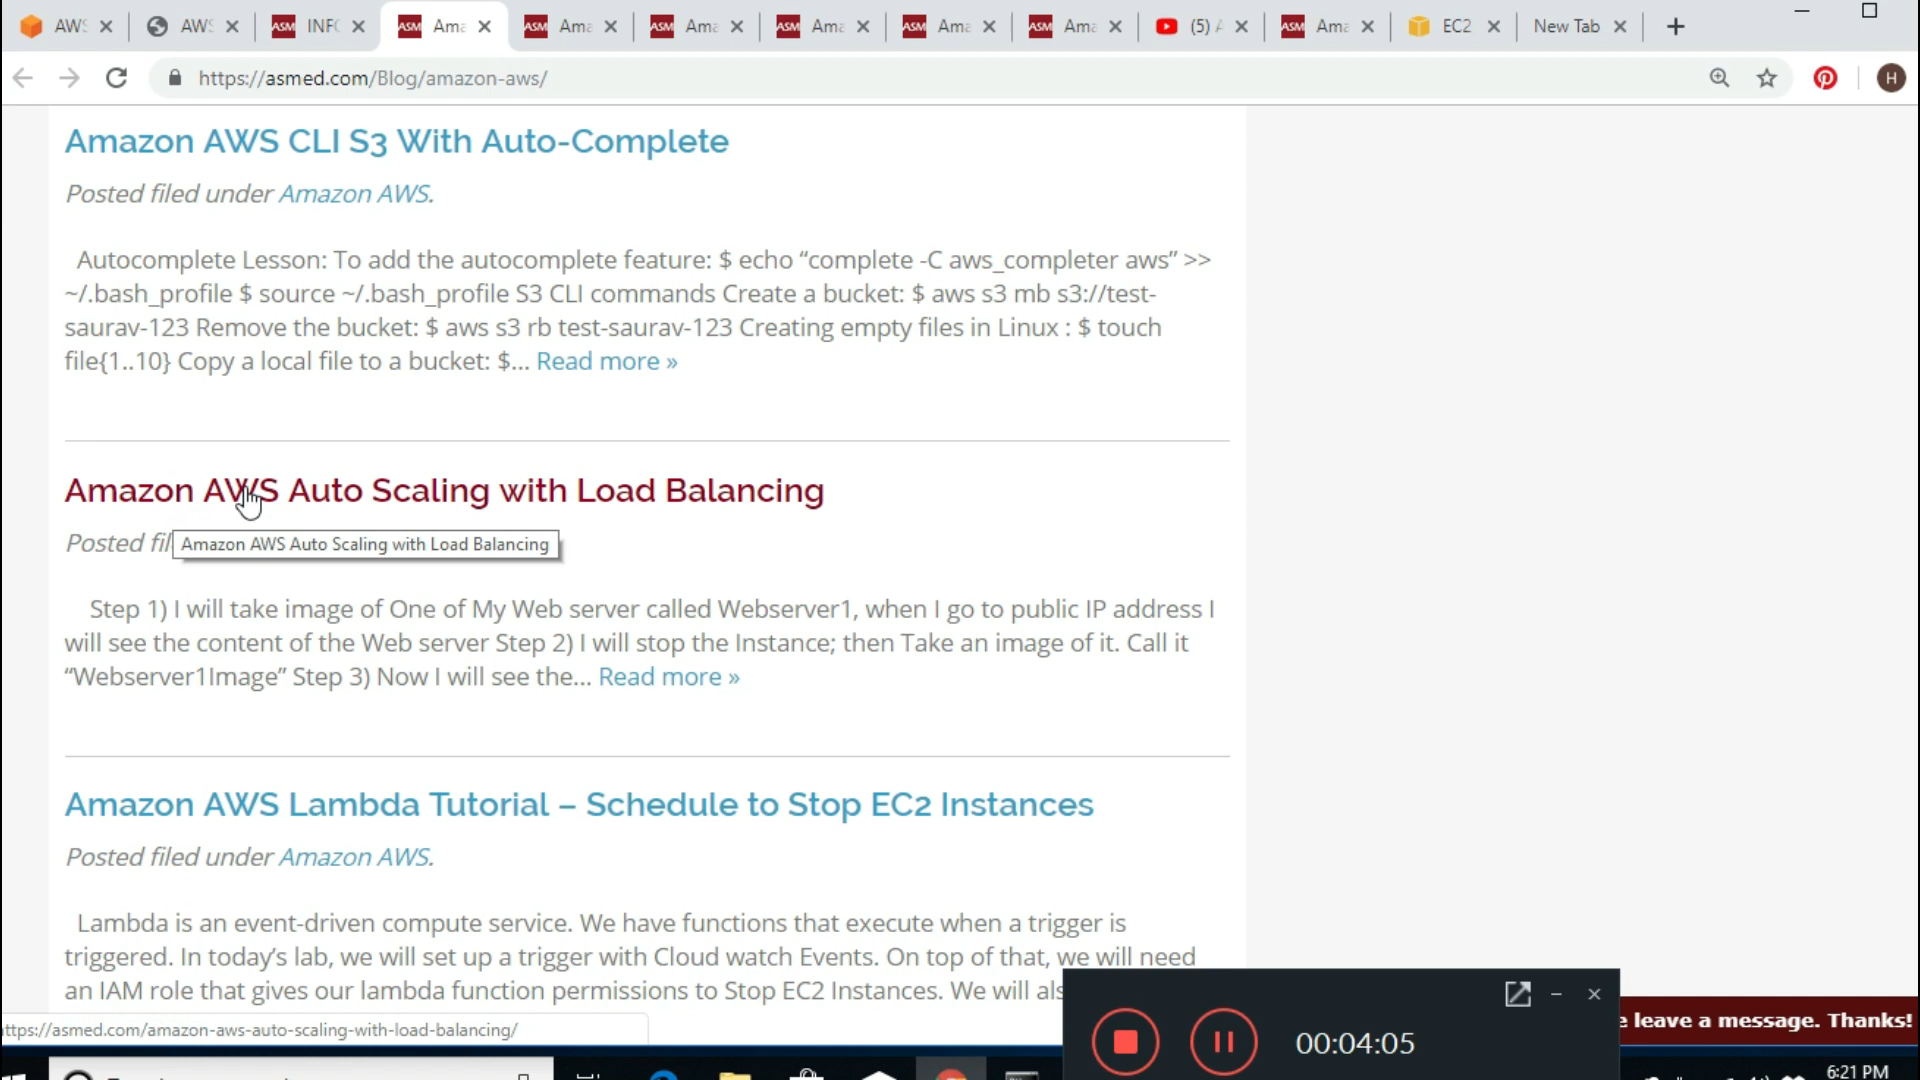 AWS
AWS
ASM INFO
ASM Ama
ASM Ama
ASM Ama
ASM Ama
ASM Ama
ASM Ama
(5) A
ASM Ama
EC2
New Tab
https://asmed.com/Blog/amazon-aws/
H
Amazon AWS CLI S3 With Auto-Complete
Posted filed under Amazon AWS.
Autocomplete Lesson: To add the autocomplete feature: $ echo “complete -C aws_completer aws” >>
~/.bash_profile $ source ~/.bash_profile S3 CLI commands Create a bucket: $ aws s3 mb s3://test-
saurav-123 Remove the bucket: $ aws s3 rb test-saurav-123 Creating empty files in Linux : $ touch
file{1..10} Copy a local file to a bucket: $... Read more »
Amazon AWS Auto Scaling with Load Balancing
Posted fil
Amazon AWS Auto Scaling with Load Balancing
Step 1) I will take image of One of My Web server called Webserver1, when I go to public IP address I
will see the content of the Web server Step 2) I will stop the Instance; then Take an image of it. Call it
“Webserver1Image” Step 3) Now I will see the... Read more »
Amazon AWS Lambda Tutorial – Schedule to Stop EC2 Instances
Posted filed under Amazon AWS.
Lambda is an event-driven compute service. We have functions that execute when a trigger is
triggered. In today’s lab, we will set up a trigger with Cloud watch Events. On top of that, we will need
an IAM role that gives our lambda function permissions to Stop EC2 Instances. We will als
ttps://asmed.com/amazon-aws-auto-scaling-with-load-balancing/
00:04:05
e leave a message. Thanks!
6:21 PM